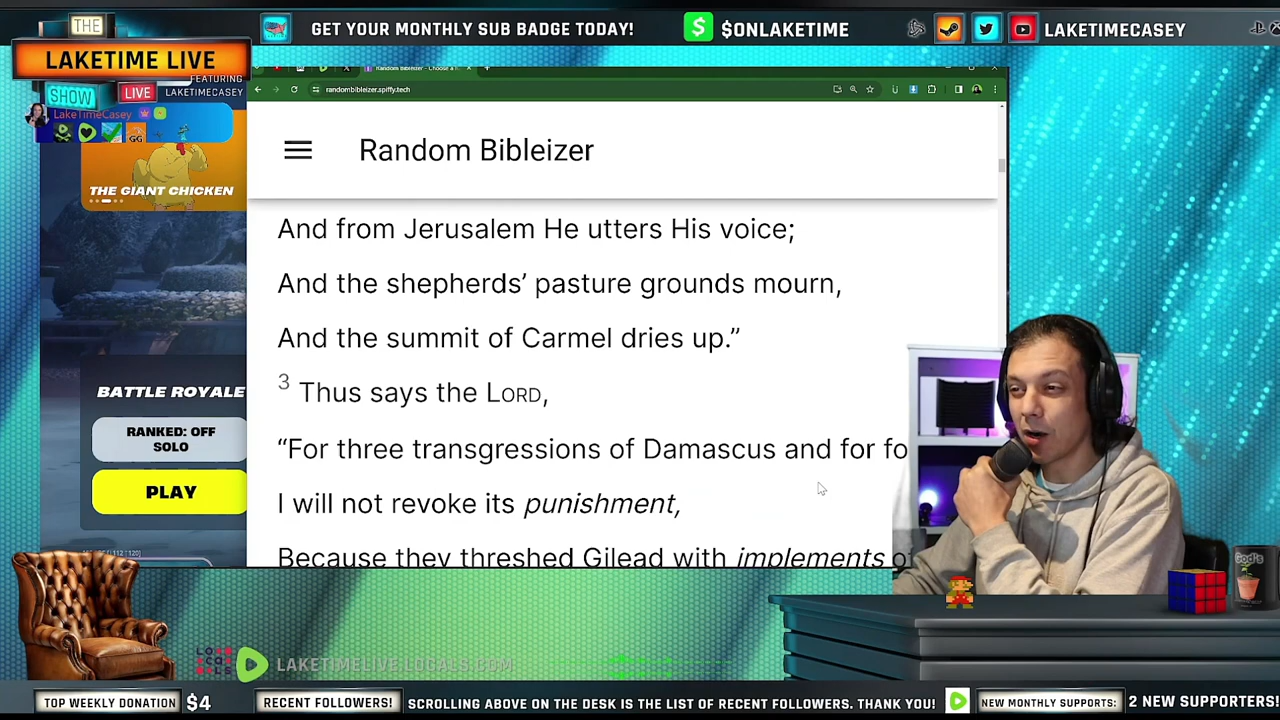 THE
LAKETIME LIVE
FEATURING
LAKETIMECASEY
SHOW
LIVE
GET YOUR MONTHLY SUB BADGE TODAY!
$
$ONLAKETIME
LAKETIMECASEY
LakeTimeCasey
GG
THE GIANT CHICKEN
randombibleizer.spiffy.tech
Random Bibleizer
And from Jerusalem He utters His voice;
And the shepherds’ pasture grounds mourn,
And the summit of Carmel dries up.”
3 Thus says the LORD,
“For three transgressions of Damascus and for fo
I will not revoke its punishment,
Because they threshed Gilead with implements
BATTLE ROYALE
RANKED: OFF
SOLO
PLAY
God's
LAKETIMELIVE.LOCALS.COM
TOP WEEKLY DONATION
$4
RECENT FOLLOWERS!
SCROLLING ABOVE ON THE DESK IS THE LIST OF RECENT FOLLOWERS. THANK YOU!
NEW MONTHLY SUPPORTS:
2 NEW SUPPORTERS!